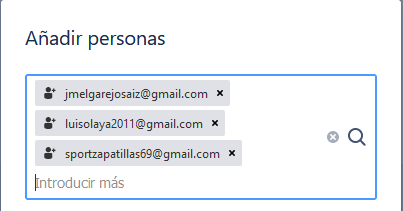 Añadir personas
jmelgarejosaiz@gmail.com ×
luisolaya2011@gmail.com ×
sportzapatillas69@gmail.com ×
Introducir más